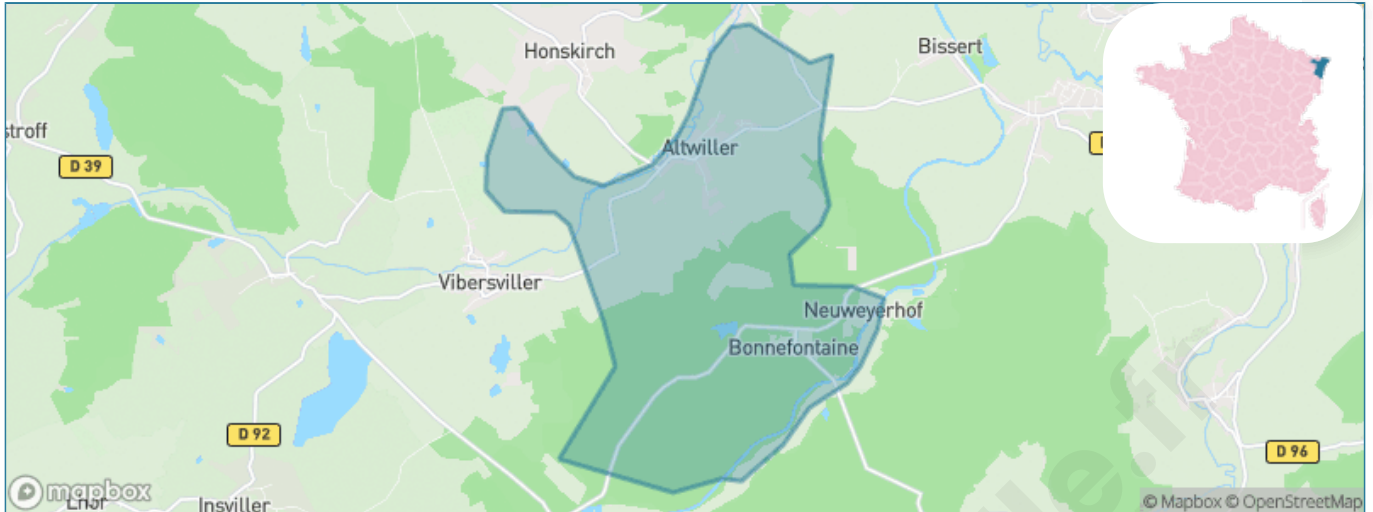 Honskirch
Bissert
stroff
D 39
Altwiller
Vibersviller
Neuweyerhof
Bonnefontaine
D 92
D 96
mapbox
Insviller
© Mapbox © OpenStreetMap